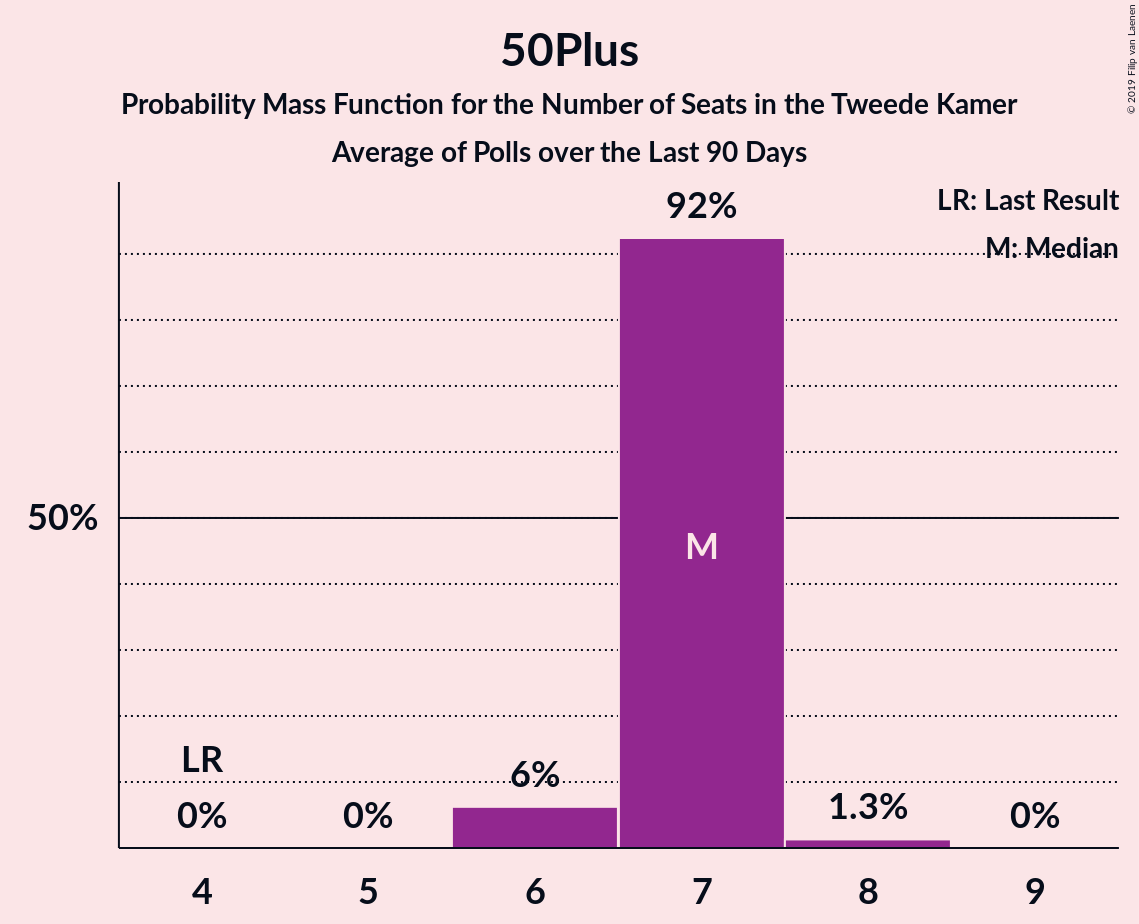 50Plus
Probability Mass Function for the Number of Seats in the Tweede Kamer
Average of Polls over the Last 90 Days
© 2019 Filip van Laenen
LR: Last Result
M: Median
92%
50%
M
LR
0%
0%
6%
1.3%
0%
4 5 6 7 8 9